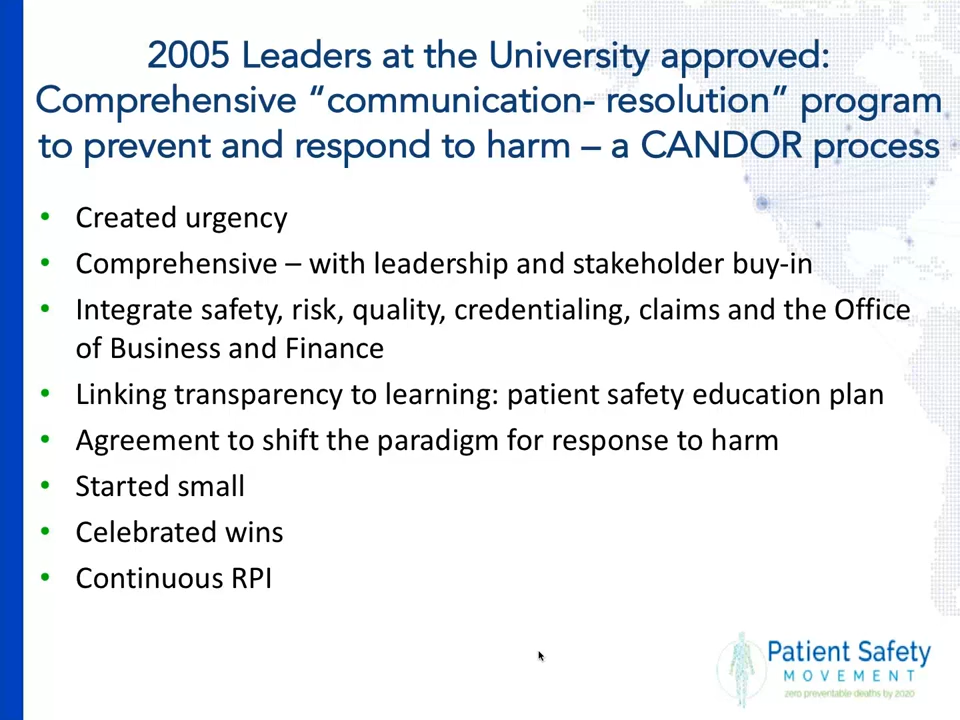 2005 Leaders at the University approved:
Comprehensive “communication- resolution” program
to prevent and respond to harm – a CANDOR process
• Created urgency
• Comprehensive – with leadership and stakeholder buy-in
• Integrate safety, risk, quality, credentialing, claims and the Office
of Business and Finance
• Linking transparency to learning: patient safety education plan
• Agreement to shift the paradigm for response to harm
• Started small
• Celebrated wins
• Continuous RPI
Patient Safety
MOVEMENT
zero preventable deaths by 2020